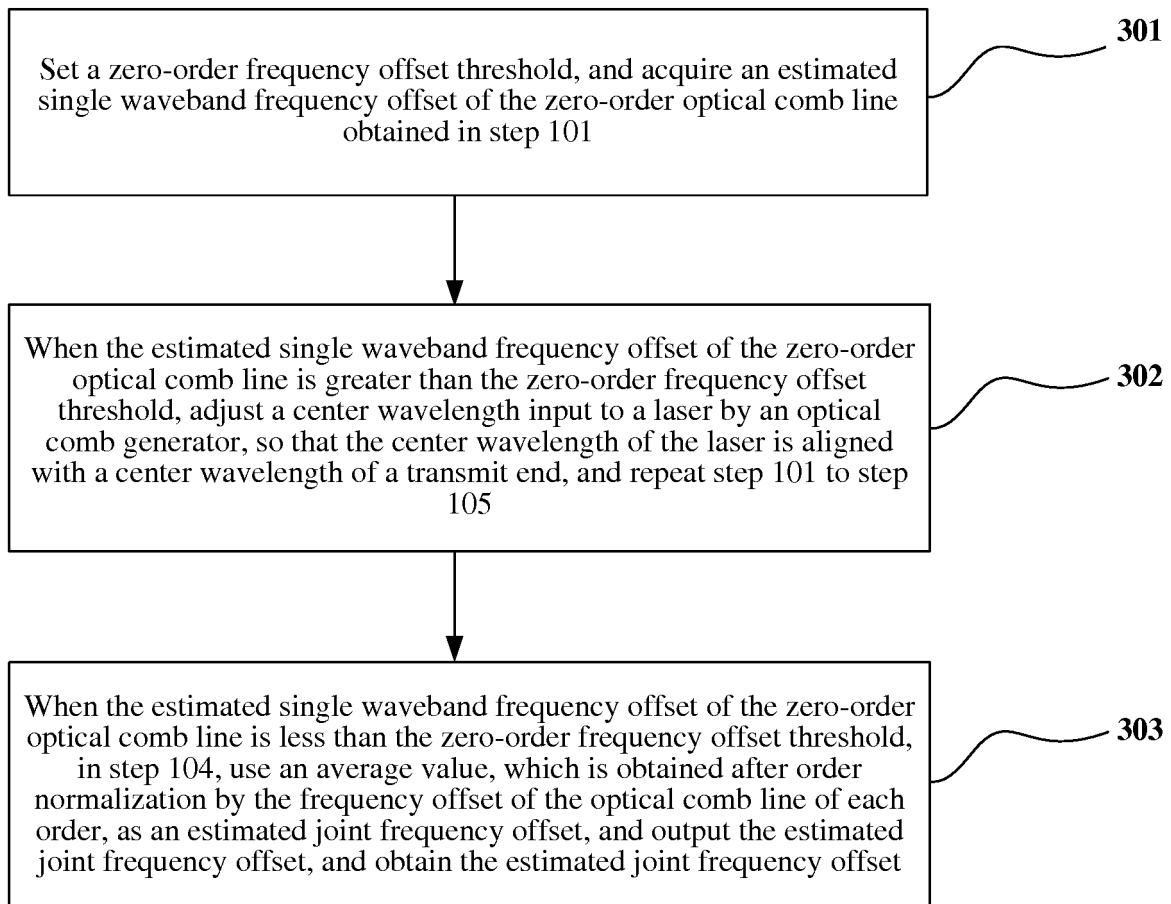 301
Set a zero-order frequency offset threshold, and acquire an estimated
single waveband frequency offset of the zero-order optical comb line
obtained in step 101
302
When the estimated single waveband frequency offset of the zero-order
optical comb line is greater than the zero-order frequency offset
threshold, adjust a center wavelength input to a laser by an optical
comb generator, so that the center wavelength of the laser is aligned
with a center wavelength of a transmit end, and repeat step 101 to step
105
303
When the estimated single waveband frequency offset of the zero-order
optical comb line is less than the zero-order frequency offset threshold,
in step 104, use an average value, which is obtained after order
normalization by the frequency offset of the optical comb line of each
order, as an estimated joint frequency offset, and output the estimated
joint frequency offset, and obtain the estimated joint frequency offset